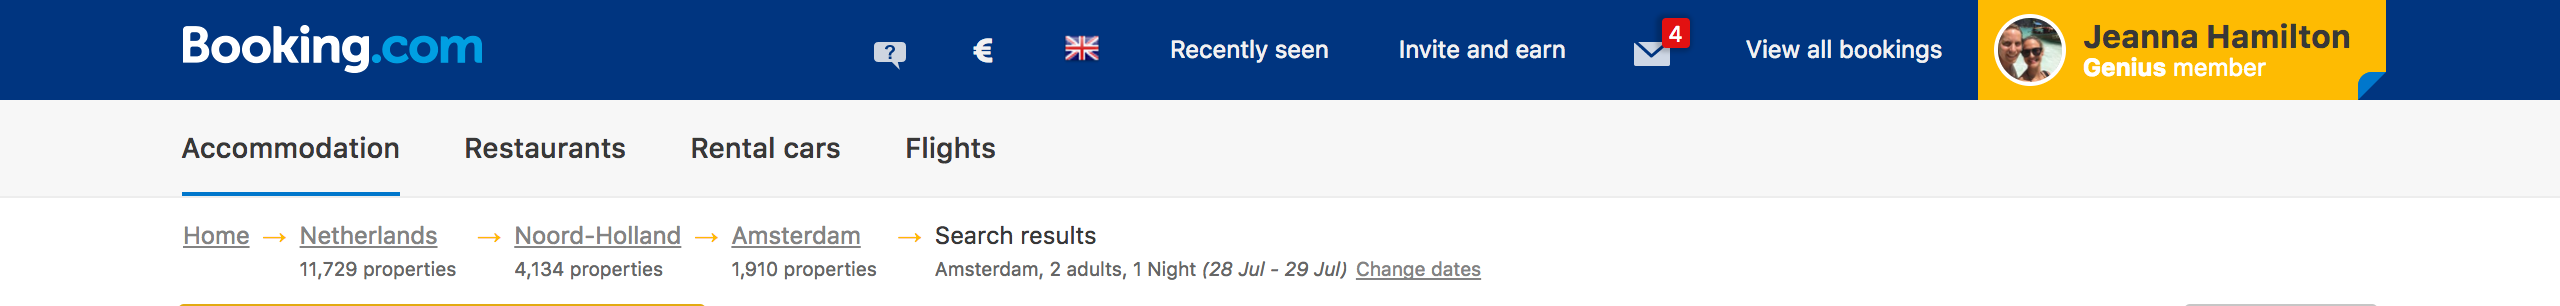 Booking.com
? € Recently seen Invite and earn 4 View all bookings
Jeanna Hamilton
Genius member
Accommodation Restaurants Rental cars Flights
Home → Netherlands → Noord-Holland → Amsterdam → Search results
11,729 properties 4,134 properties 1,910 properties Amsterdam, 2 adults, 1 Night (28 Jul - 29 Jul) Change dates